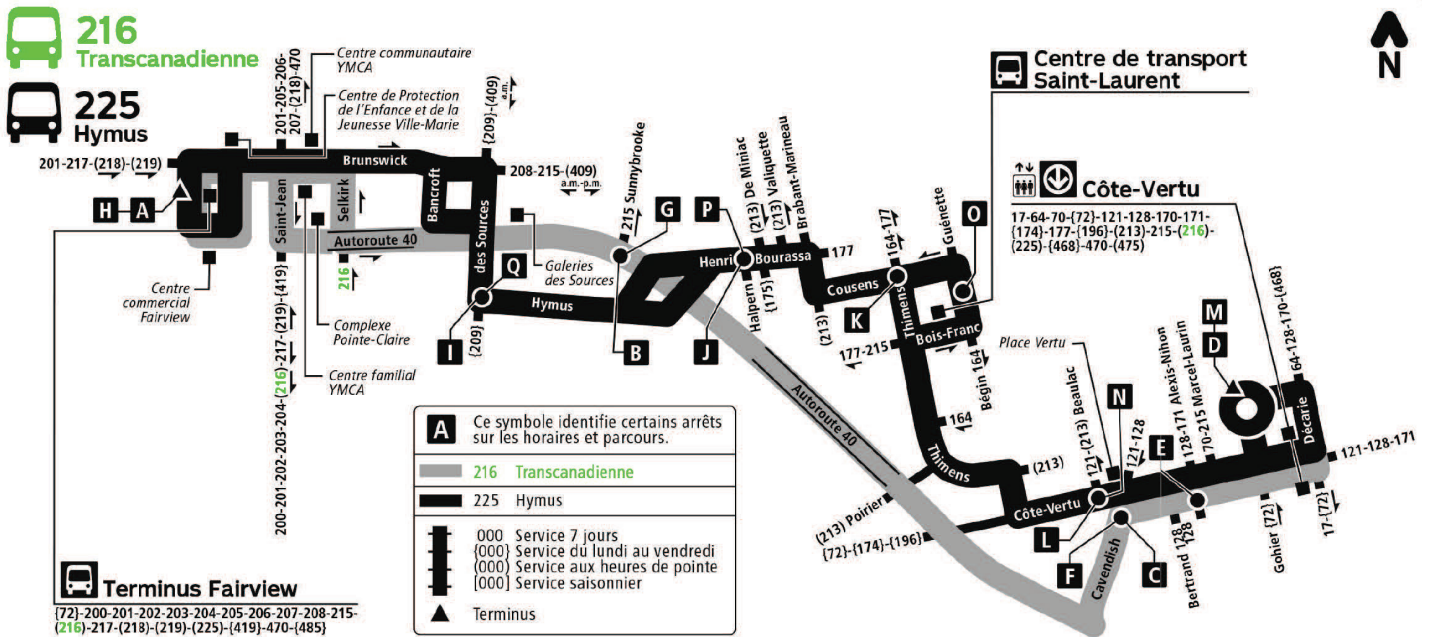 216
Transcanadienne
225
Hymus
Centre communautaire
YMCA
Centre de Protection
de l'Enfance et de la
Jeunesse Ville-Marie
201-205-206-
207-(218)-470
{209}-(409)
a.m.
201-217-(218)-(219)
Brunswick
208-215-(409)
a.m.-p.m.
H
A
Saint-Jean
Selkirk
Bancroft
des Sources
Autoroute 40
216
Centre
commercial
Fairview
200-201-202-203-204-(216)-217-(219)-{419}
Complexe
Pointe-Claire
Centre familial
YMCA
Galeries
des Sources
Q
I
{209}
Hymus
215 Sunnybrooke
G
B
P
J
Henri Bourassa
(213) De Miniac
(213) Valiquette
Brabant-Marineau
Halpern
{175}
177
(213)
Cousens
164-177
K
Guénette
O
Thimens
Bois-Franc
177-215
Bégin 164
164
Thimens
Autoroute 40
Centre de transport
Saint-Laurent
N
Côte-Vertu
17-64-70-{72}-121-128-170-171-
{174}-177-{196}-(213)-215-(216)-
(225)-{468}-470-(475)
Place Vertu
(213)
(213) Poirier
{72}-{174}-{196}
Côte-Vertu
121-(213) Beaulac
N
121-128
L
F
C
Cavendish
E
128-171 Alexis-Nihon
70-215 Marcel-Laurin
Bertrand 128
128
M
D
64-128-170-{468}
Décarie
121-128-171
Gohier {72}
17-{72}
A
Ce symbole identifie certains arrêts
sur les horaires et parcours.
216 Transcanadienne
225 Hymus
000 Service 7 jours
{000} Service du lundi au vendredi
(000) Service aux heures de pointe
[000] Service saisonnier
Terminus
Terminus Fairview
{72}-200-201-202-203-204-205-206-207-208-215-
(216)-217-(218)-(219)-(225)-{419}-470-{485}